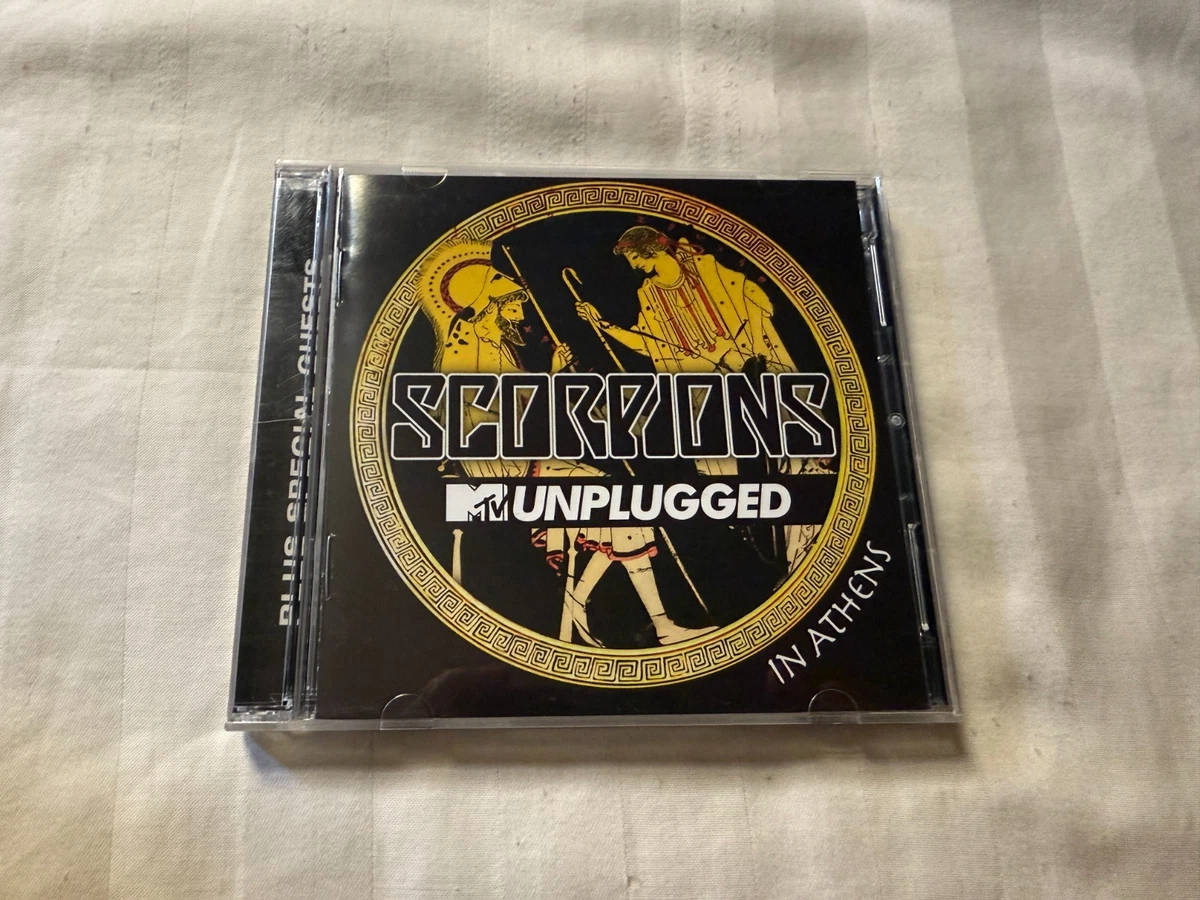 PLUS SPECIAL GUESTS
SCORPIONS
MTV UNPLUGGED
IN ATHENS